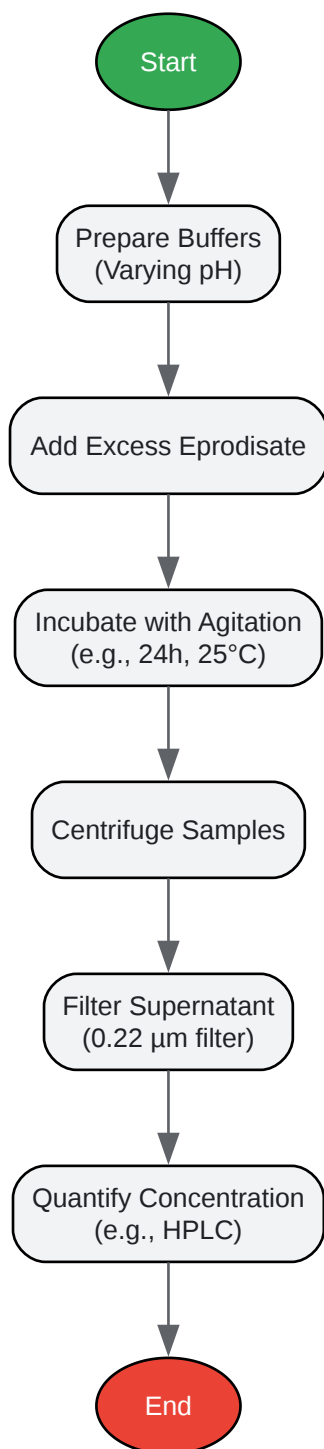 Start
Prepare Buffers
(Varying pH)
Add Excess Eprodisate
Incubate with Agitation
(e.g., 24h, 25°C)
Centrifuge Samples
Filter Supernatant
(0.22 µm filter)
Quantify Concentration
(e.g., HPLC)
End